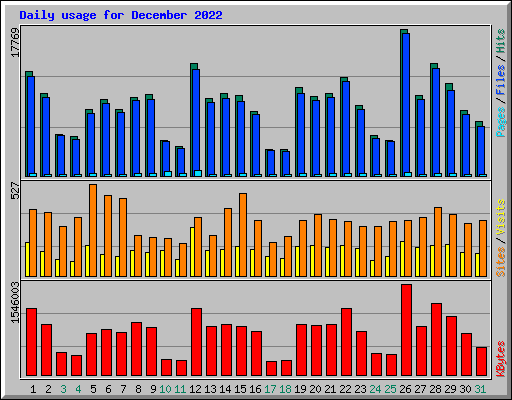 Daily usage for December 2022
17769
527
1546003
Pages / Files / Hits
Sites / Visits
KBytes
1 2 3 4 5 6 7 8 9 10 11 12 13 14 15 16 17 18 19 20 21 22 23 24 25 26 27 28 29 30 31